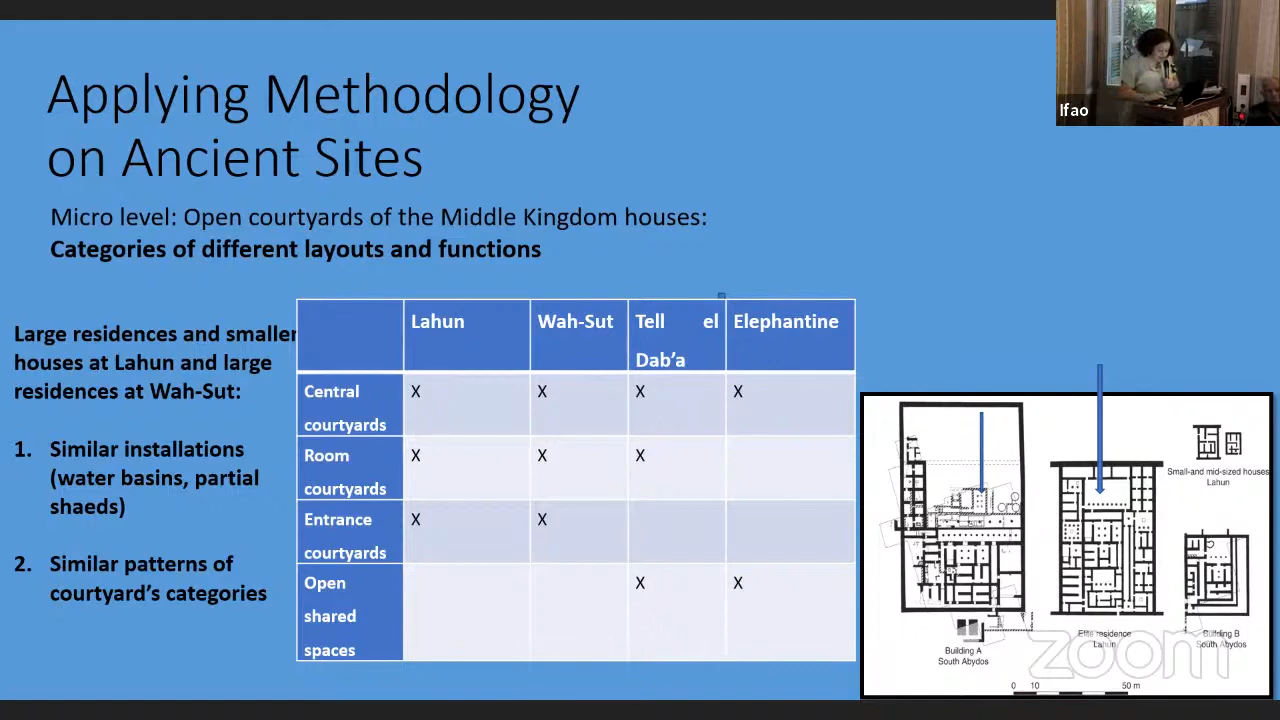 Applying Methodology
on Ancient Sites
Ifao
Micro level: Open courtyards of the Middle Kingdom houses:
Categories of different layouts and functions
Large residences and smaller
houses at Lahun and large
residences at Wah-Sut:
1. Similar installations
(water basins, partial
shaeds)
2. Similar patterns of
courtyard's categories
Lahun Wah-Sut Tell el Elephantine
Dab'a
Central X X X X
courtyards
Room X X X
courtyards
Entrance X X
courtyards
Open X X
shared
spaces
Small-and mid-sized houses
Lahun
Building A
South Abydos
Elite residence
Lahun
Building B
South Abydos
0 10 50 m
zoom